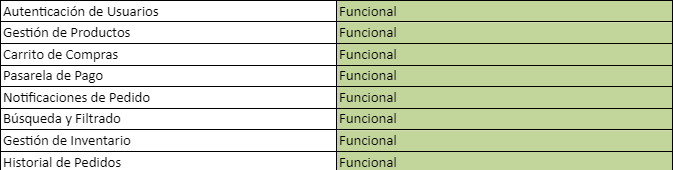 Autenticación de Usuarios Funcional
Gestión de Productos Funcional
Carrito de Compras Funcional
Pasarela de Pago Funcional
Notificaciones de Pedido Funcional
Búsqueda y Filtrado Funcional
Gestión de Inventario Funcional
Historial de Pedidos Funcional